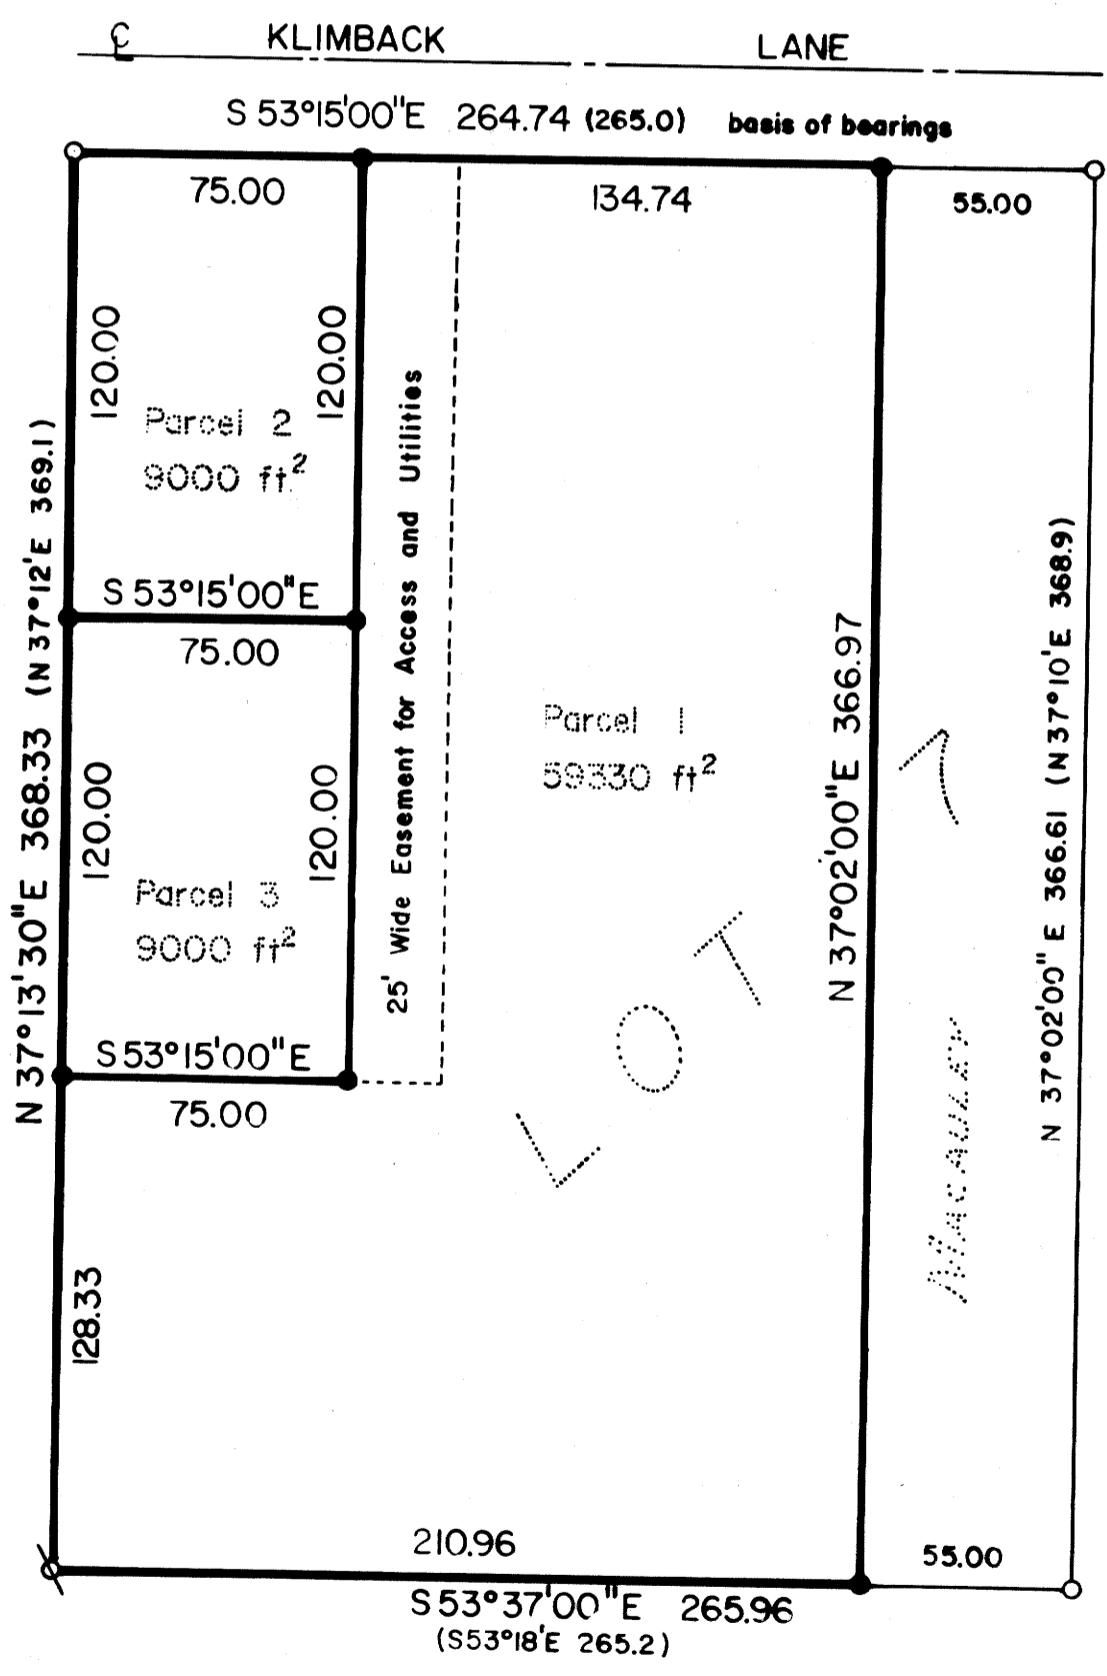 ℄ KLIMBACK LANE
S 53°15'00"E 264.74 (265.0) basis of bearings
75.00
134.74
55.00
120.00
120.00
Parcel 2
9000 ft²
S 53°15'00"E
75.00
N 37°13'30"E 368.33 (N 37°12'E 369.1)
25' Wide Easement for Access and Utilities
120.00
120.00
Parcel 3
9000 ft²
S 53°15'00"E
75.00
Parcel 1
59330 ft²
N 37°02'00"E 366.97
LOT 7
MACAULAY
N 37°02'00" E 366.61 (N 37°10'E 368.9)
128.33
210.96
55.00
S 53°37'00"E 265.96
(S53°18'E 265.2)